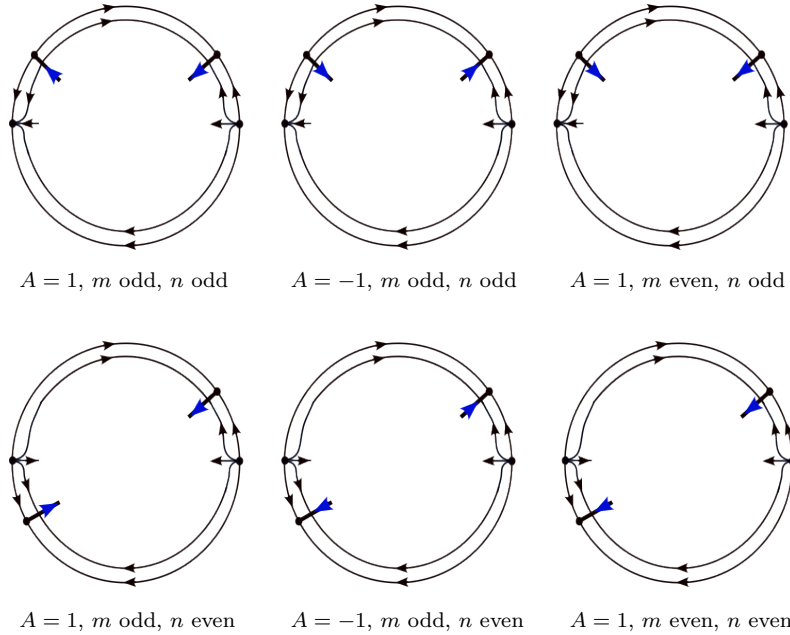 A = 1, m odd, n odd
A = −1, m odd, n odd
A = 1, m even, n odd
A = 1, m odd, n even
A = −1, m odd, n even
A = 1, m even, n even